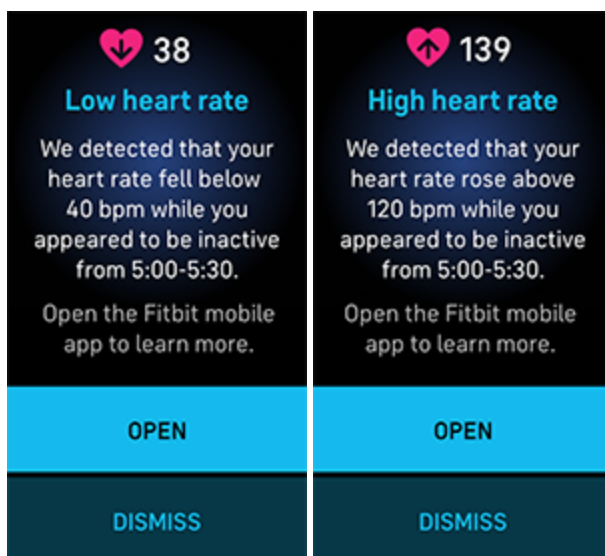 38
Low heart rate
We detected that your
heart rate fell below
40 bpm while you
appeared to be inactive
from 5:00-5:30.
Open the Fitbit mobile
app to learn more.
OPEN
DISMISS
139
High heart rate
We detected that your
heart rate rose above
120 bpm while you
appeared to be inactive
from 5:00-5:30.
Open the Fitbit mobile
app to learn more.
OPEN
DISMISS